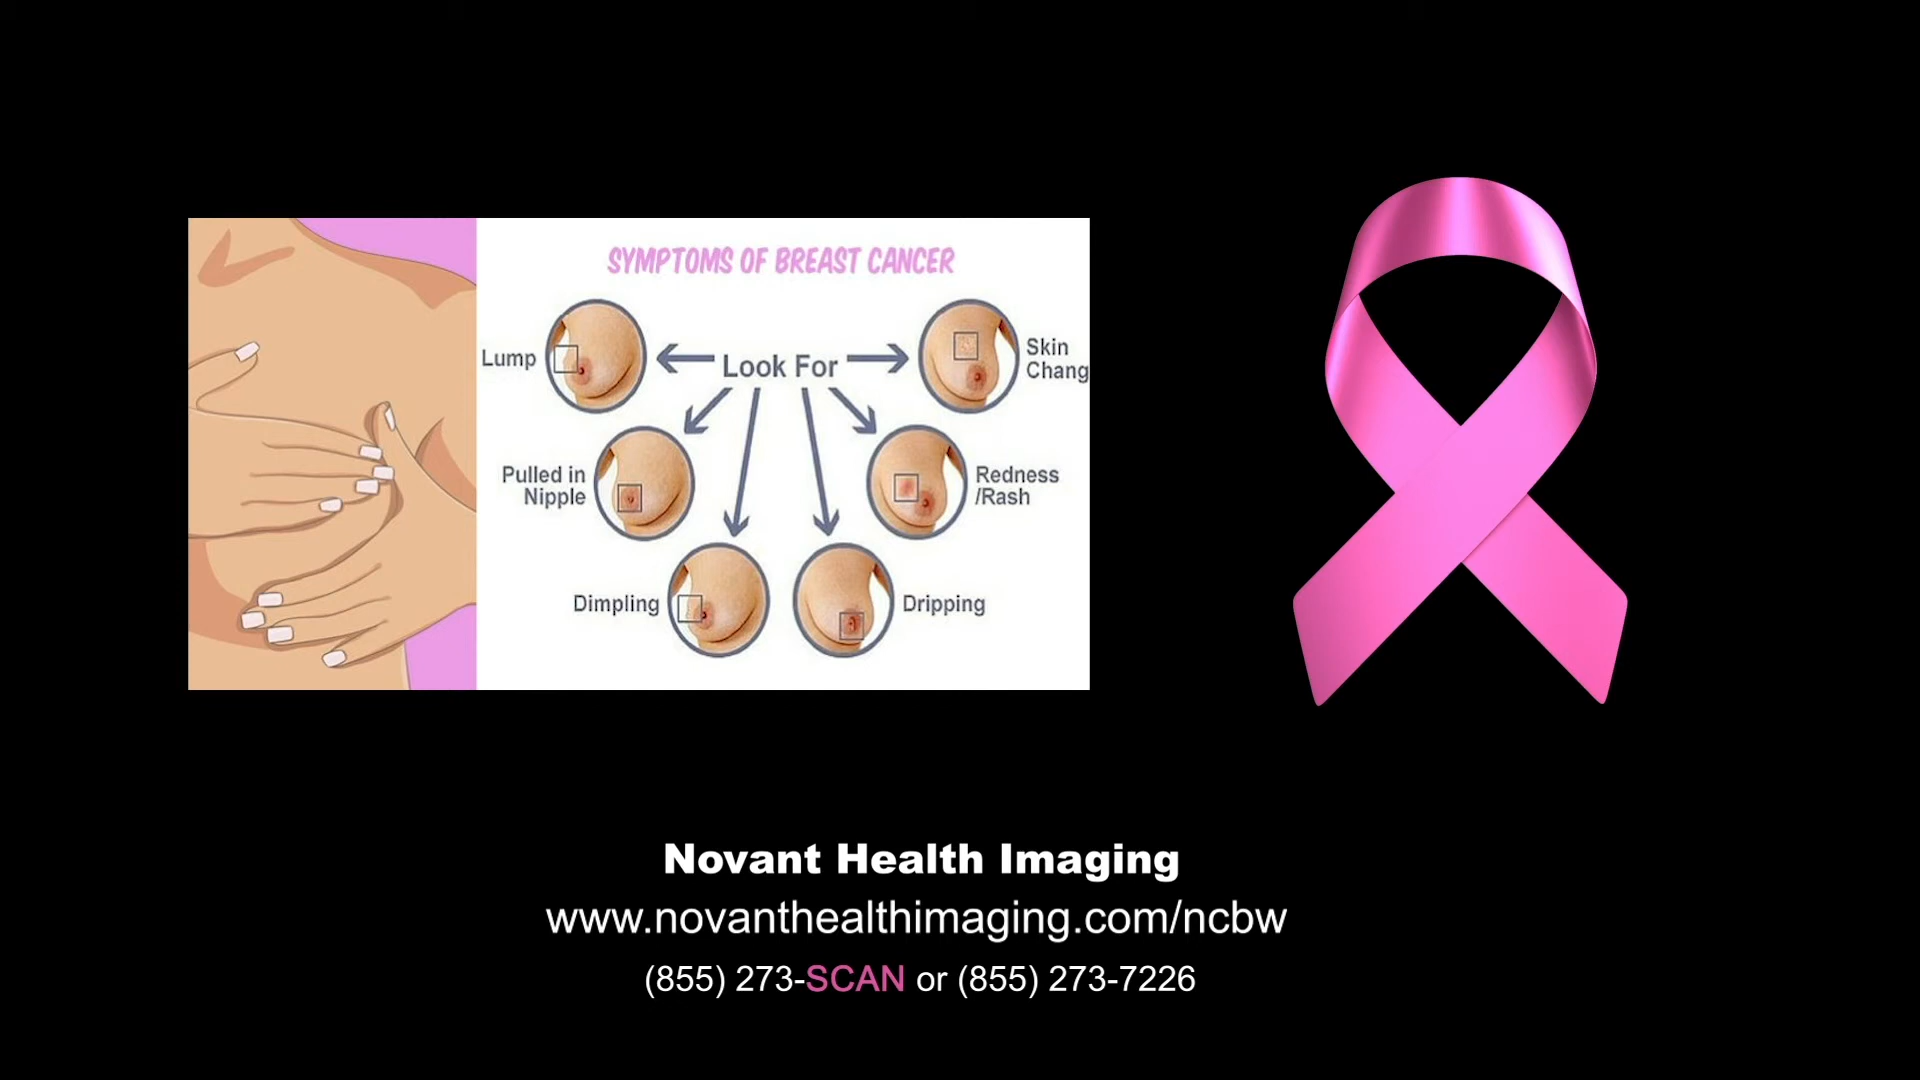 SYMPTOMS OF BREAST CANCER
Look For
Lump
Skin
Chang
Pulled in
Nipple
Redness
/Rash
Dimpling
Dripping
Novant Health Imaging
www.novanthealthimaging.com/ncbw
(855) 273-SCAN or (855) 273-7226